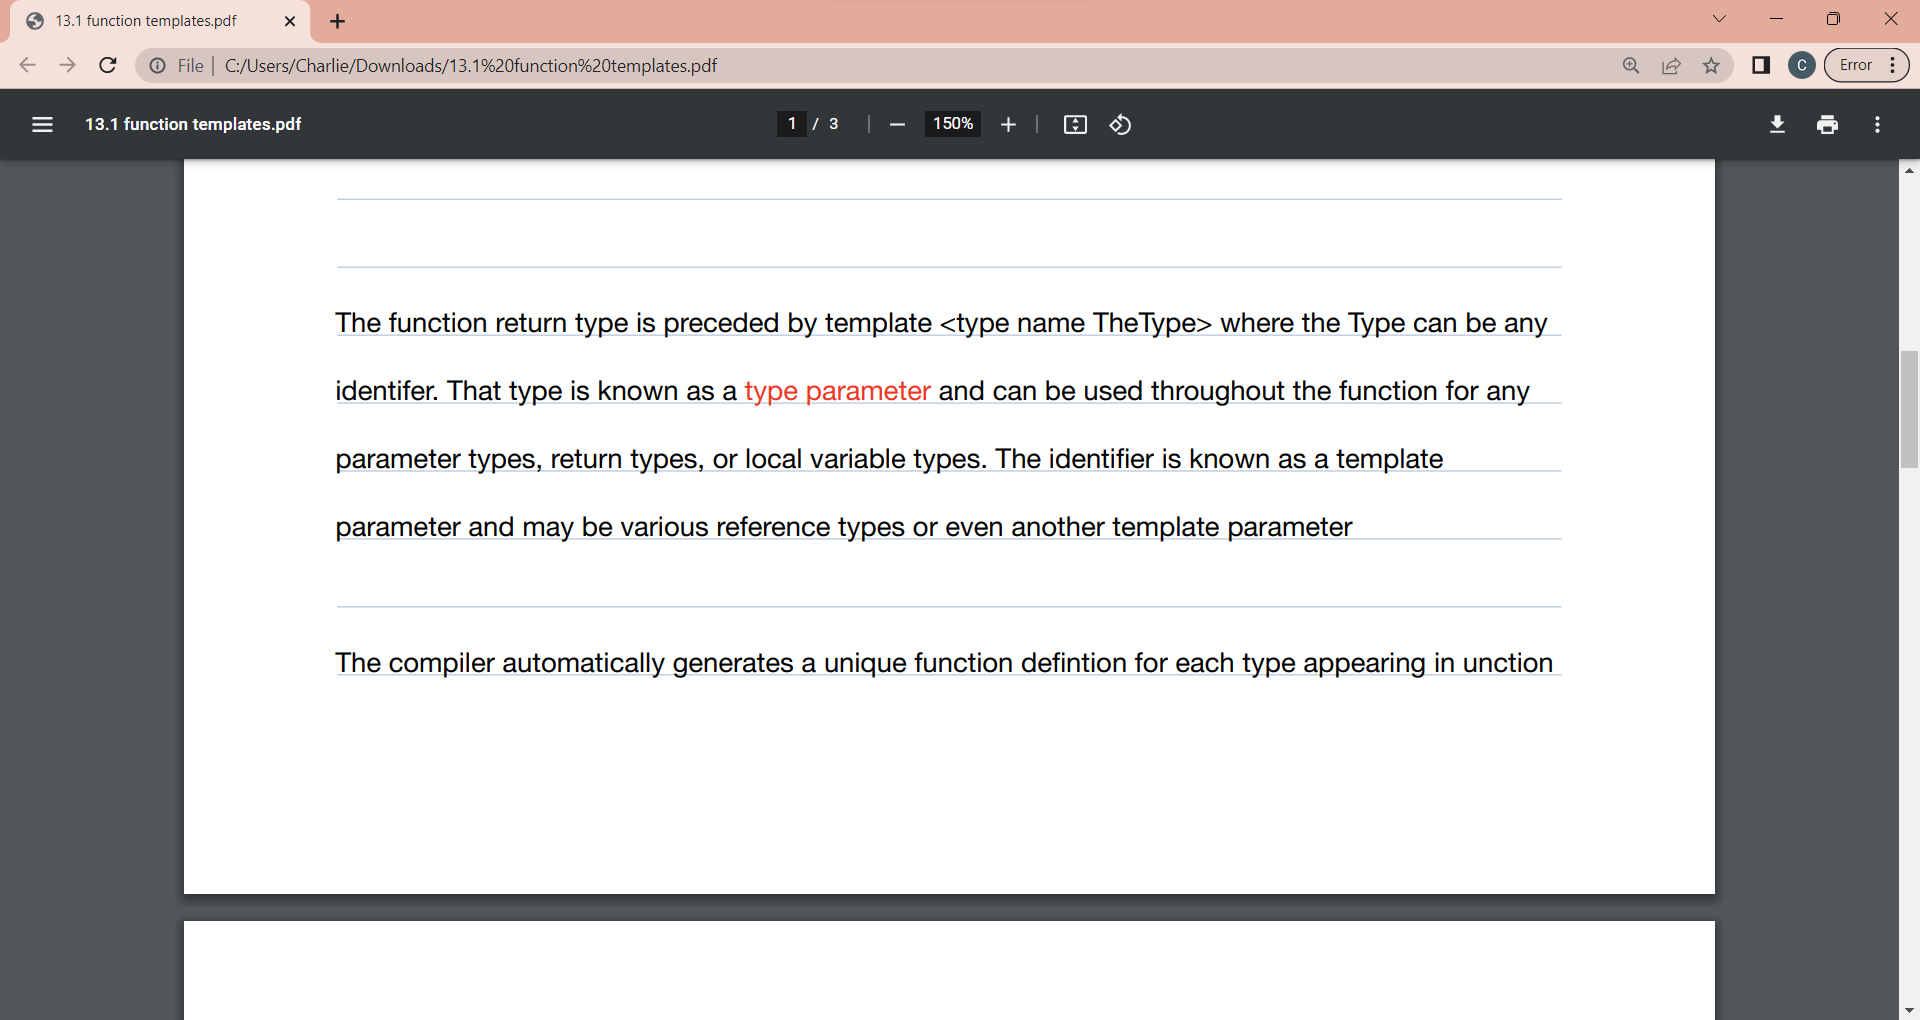 13.1 function templates.pdf
File
C:/Users/Charlie/Downloads/13.1%20function%20templates.pdf
C
Error
13.1 function templates.pdf
1 / 3
150%
The function return type is preceded by template <type name TheType> where the Type can be any
identifer. That type is known as a type parameter and can be used throughout the function for any
parameter types, return types, or local variable types. The identifier is known as a template
parameter and may be various reference types or even another template parameter
The compiler automatically generates a unique function defintion for each type appearing in unction